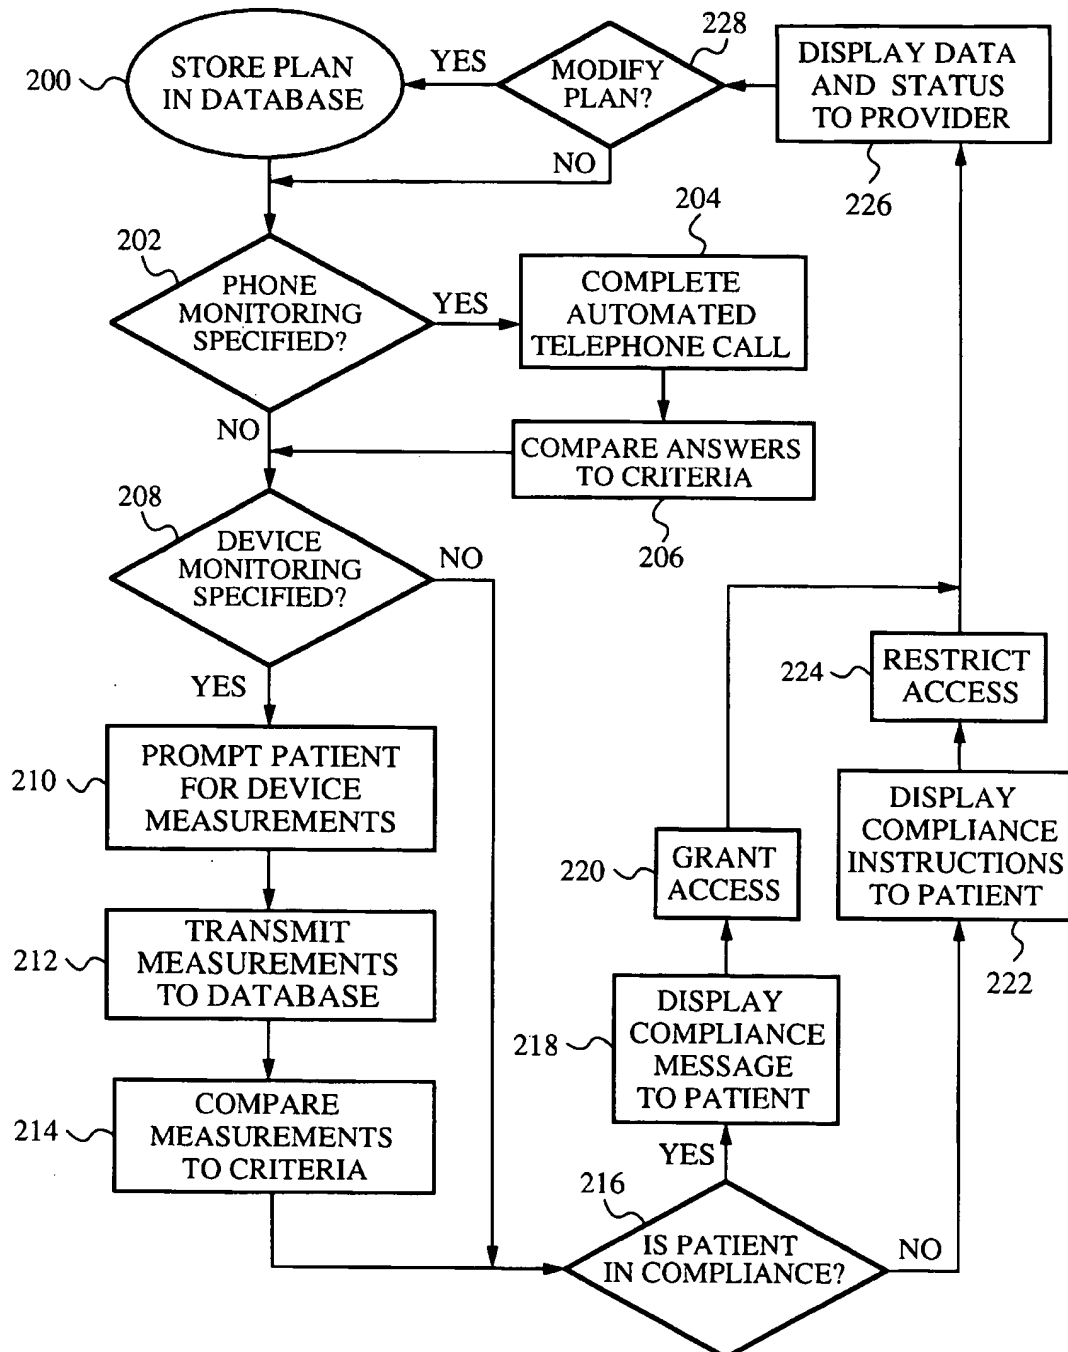 200
STORE PLAN
IN DATABASE
YES
MODIFY
PLAN?
228
NO
DISPLAY DATA
AND STATUS
TO PROVIDER
226
202
PHONE
MONITORING
SPECIFIED?
YES
NO
204
COMPLETE
AUTOMATED
TELEPHONE CALL
COMPARE ANSWERS
TO CRITERIA
206
208
DEVICE
MONITORING
SPECIFIED?
NO
YES
210
PROMPT PATIENT
FOR DEVICE
MEASUREMENTS
212
TRANSMIT
MEASUREMENTS
TO DATABASE
214
COMPARE
MEASUREMENTS
TO CRITERIA
216
IS PATIENT
IN COMPLIANCE?
YES
NO
218
DISPLAY
COMPLIANCE
MESSAGE
TO PATIENT
220
GRANT
ACCESS
222
DISPLAY
COMPLIANCE
INSTRUCTIONS
TO PATIENT
224
RESTRICT
ACCESS